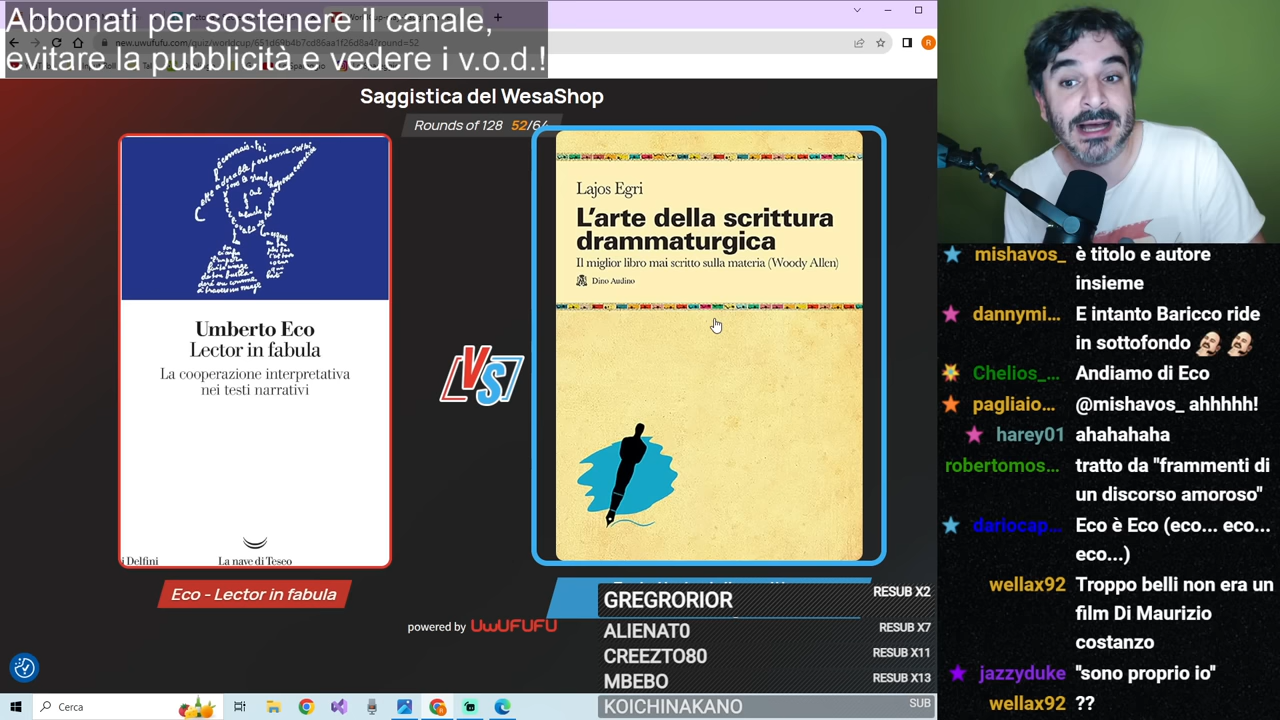 Abbonati per sostenere il canale,
evitare la pubblicità e vedere i v.o.d.!
Saggistica del WesaShop
Rounds of 128 52/64
Umberto Eco
Lector in fabula
La cooperazione interpretativa
nei testi narrativi
i Delfini
La nave di Teseo
Eco - Lector in fabula
VS
Lajos Egri
L'arte della scrittura
drammaturgica
Il miglior libro mai scritto sulla materia (Woody Allen)
Dino Audino
powered by UwUFUFU
GREGRORIOR RESUB X2
ALIENAT0 RESUB X7
CREEZTO80 RESUB X11
MBEBO RESUB X13
KOICHINAKANO SUB
Cerca
mishavos_ è titolo e autore
insieme
dannymi... E intanto Baricco ride
in sottofondo
Chelios_... Andiamo di Eco
pagliaio... @mishavos_ ahhhhh!
harey01 ahahahaha
robertomos... tratto da "frammenti di
un discorso amoroso"
dariocap... Eco è Eco (eco... eco...
eco...)
wellax92 Troppo belli non era un
film Di Maurizio
costanzo
jazzyduke "sono proprio io"
wellax92 ??